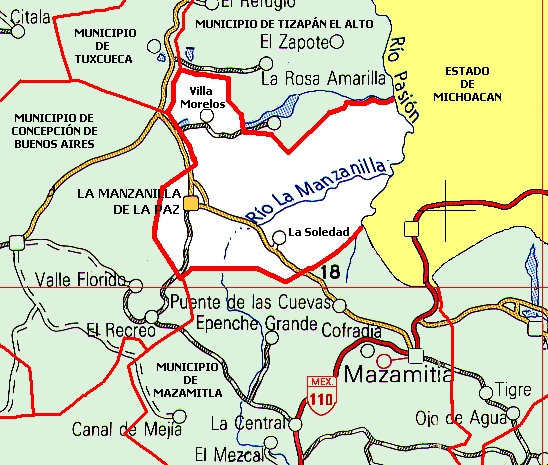 El Refugio
Citala
MUNICIPIO DE TIZAPÁN EL ALTO
MUNICIPIO
DE
TUXCUECA
El Zapote
Río Pasión
La Rosa Amarilla
ESTADO
DE
MICHOACAN
Villa
Morelos
MUNICIPIO DE
CONCEPCIÓN DE
BUENOS AIRES
LA MANZANILLA
DE LA PAZ
Río La Manzanilla
La Soledad
18
Valle Florido
Puente de las Cuevas
El Recreo
Epenche Grande
Cofradia
MUNICIPIO
DE
MAZAMITLA
Mazamitla
MEX.
110
Tigre
Canal de Mejía
La Central
Ojo de Agua
El Mezcal